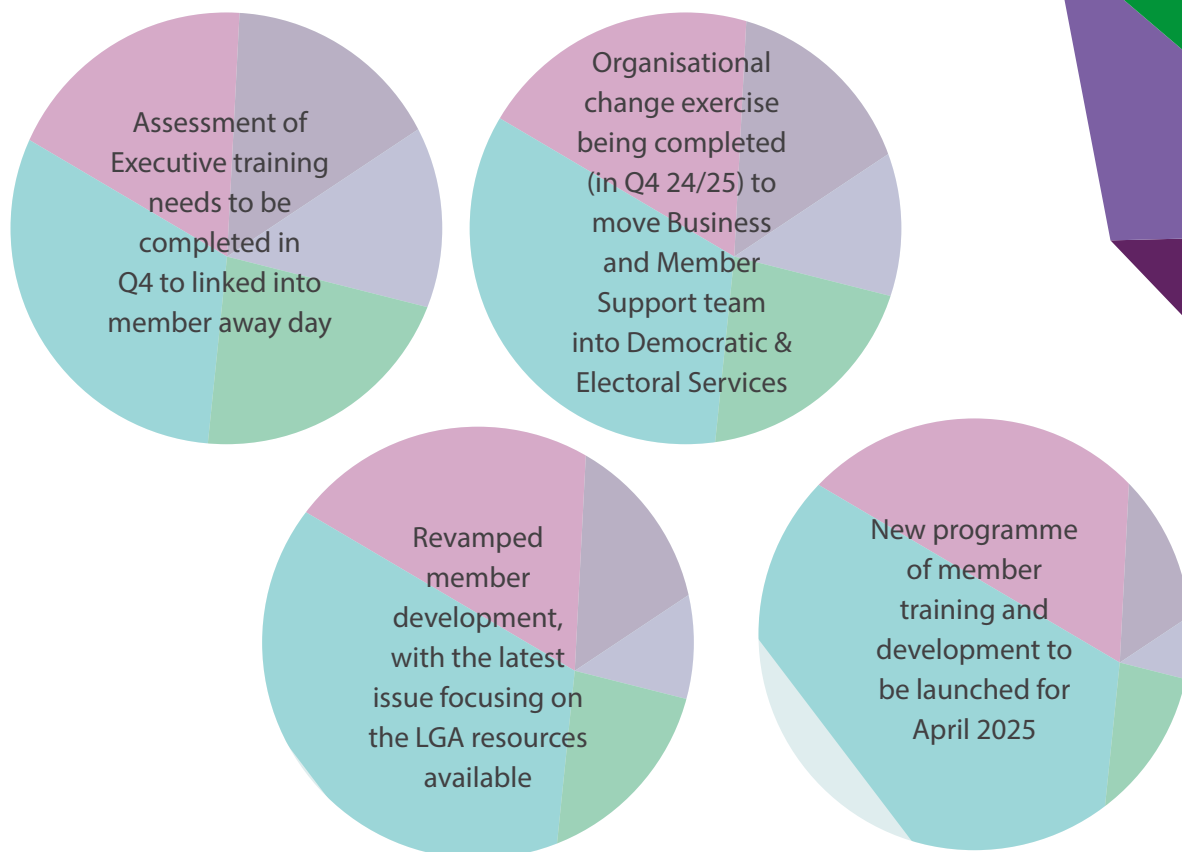 Assessment of
Executive training
needs to be
completed in
Q4 to linked into
member away day
Organisational
change exercise
being completed
(in Q4 24/25) to
move Business
and Member
Support team
into Democratic &
Electoral Services
Revamped
member
development,
with the latest
issue focusing on
the LGA resources
available
New programme
of member
training and
development to
be launched for
April 2025